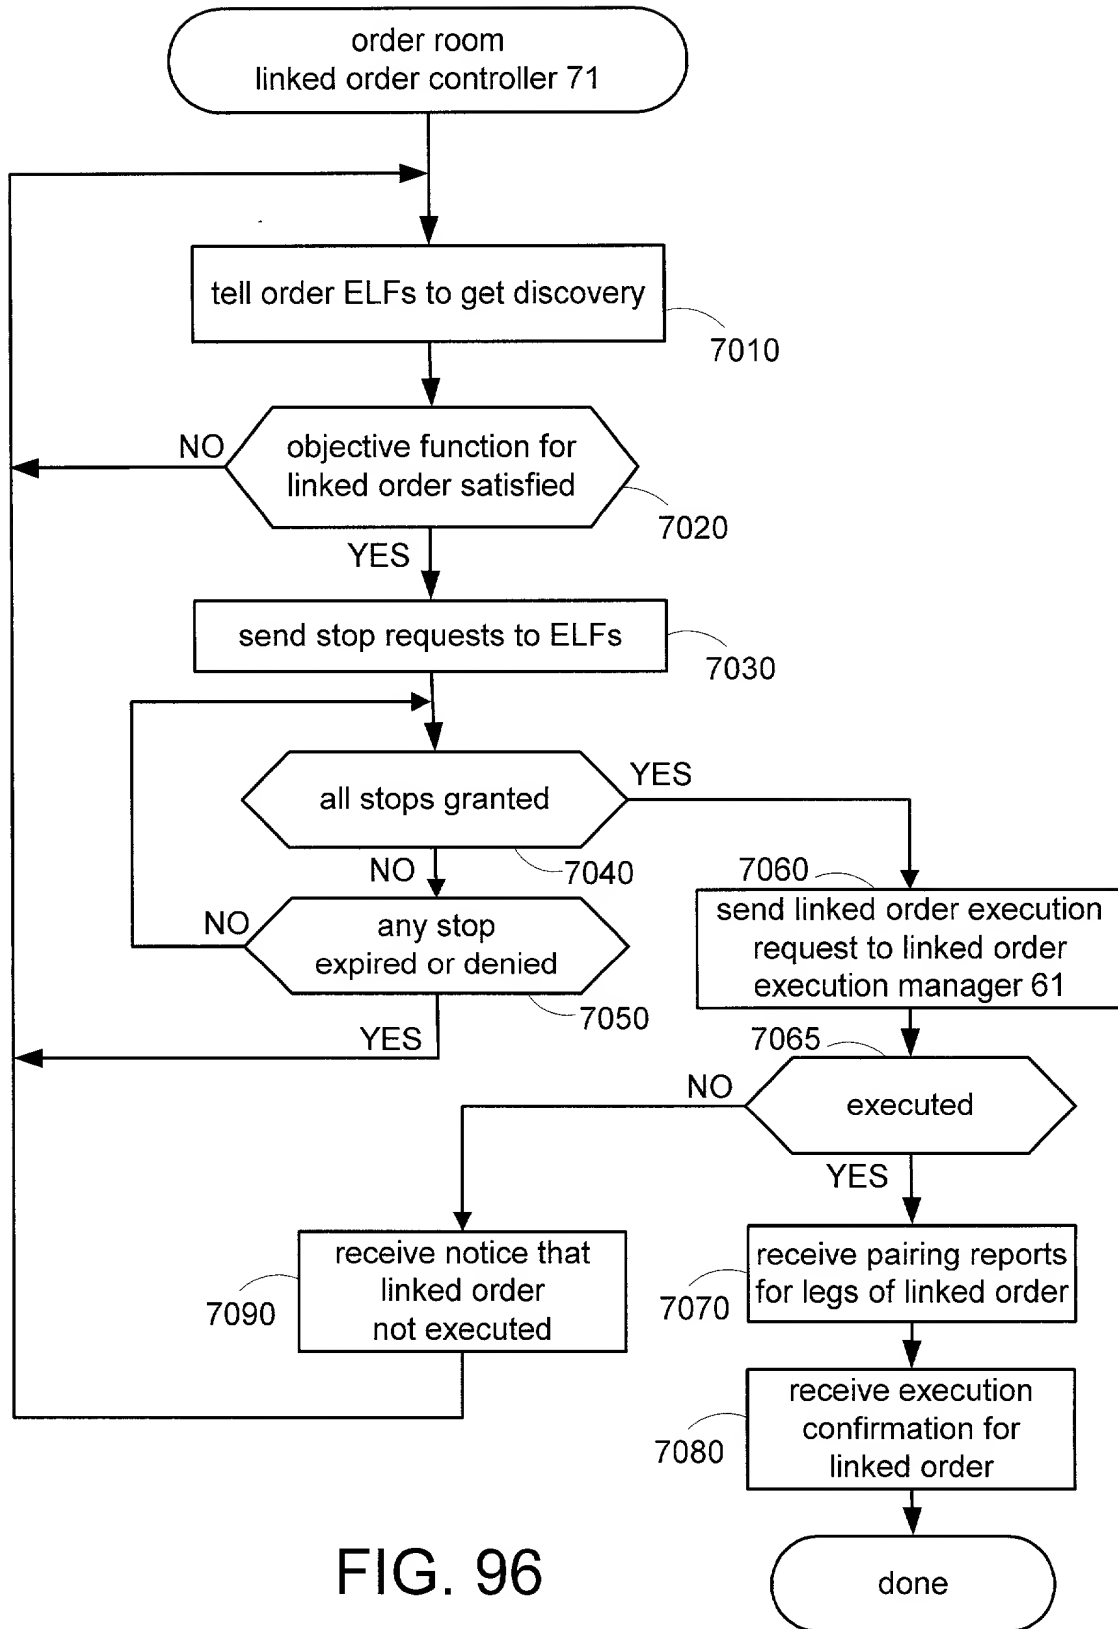 order room
linked order controller 71
tell order ELFs to get discovery
7010
NO
objective function for
linked order satisfied
7020
YES
send stop requests to ELFs
7030
all stops granted
YES
7040
NO
7060
send linked order execution
request to linked order
execution manager 61
NO
any stop
expired or denied
7050
YES
7065
executed
NO
YES
receive notice that
linked order
not executed
7090
receive pairing reports
for legs of linked order
7070
receive execution
confirmation for
linked order
7080
done
FIG. 96